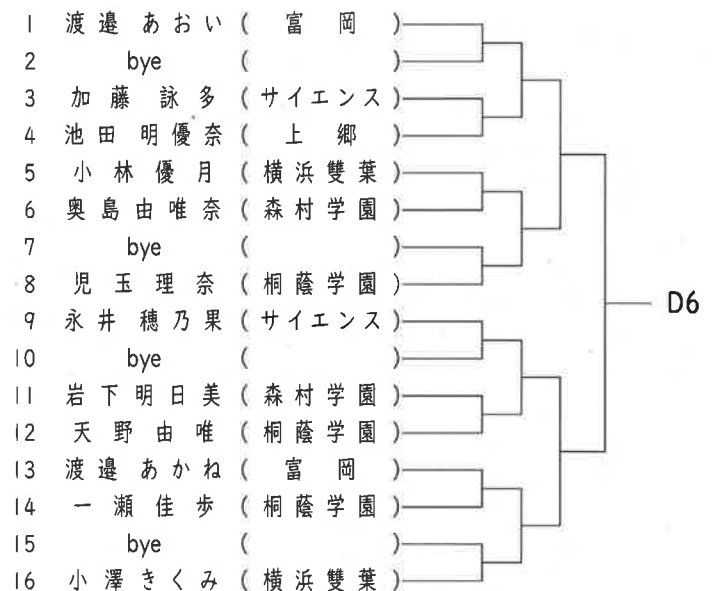 1 渡邉 あおい ( 富 岡 )
2 bye ( )
3 加藤 詠多 ( サイエンス )
4 池田 明優奈 ( 上 郷 )
5 小林 優月 ( 横浜雙葉 )
6 奥島由唯奈 ( 森村学園 )
7 bye ( )
8 児玉理奈 ( 桐蔭学園 )
9 永井 穂乃果 ( サイエンス )
10 bye ( )
11 岩下明日美 ( 森村学園 )
12 天野由唯 ( 桐蔭学園 )
13 渡邉 あかね ( 富 岡 )
14 一瀬佳歩 ( 桐蔭学園 )
15 bye ( )
16 小澤きくみ ( 横浜雙葉 )
D6